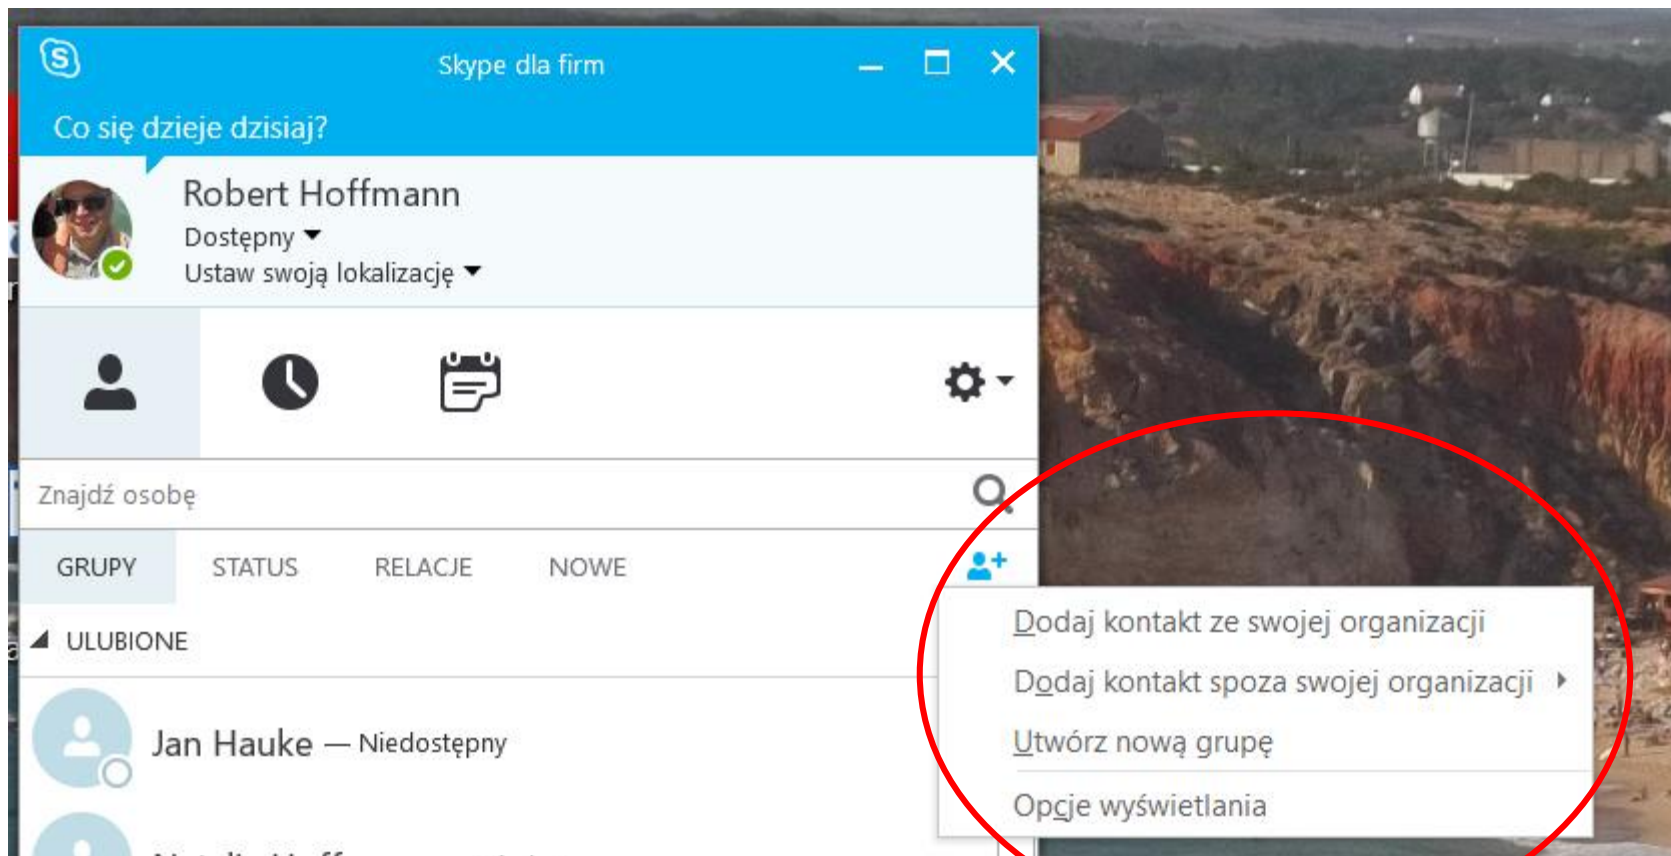 Skype dla firm
Co się dzieje dzisiaj?
Robert Hoffmann
Dostępny
Ustaw swoją lokalizację
Znajdź osobę
GRUPY STATUS RELACJE NOWE
ULUBIONE
Jan Hauke — Niedostępny
Dodaj kontakt ze swojej organizacji
Dodaj kontakt spoza swojej organizacji
Utwórz nową grupę
Opcje wyświetlania